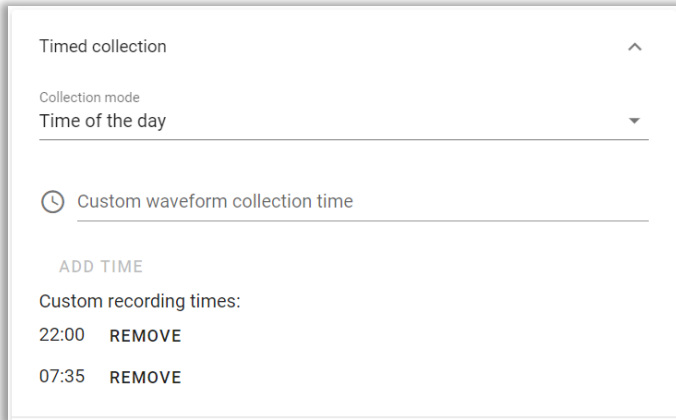 Timed collection
Collection mode
Time of the day
Custom waveform collection time
ADD TIME
Custom recording times:
22:00 REMOVE
07:35 REMOVE